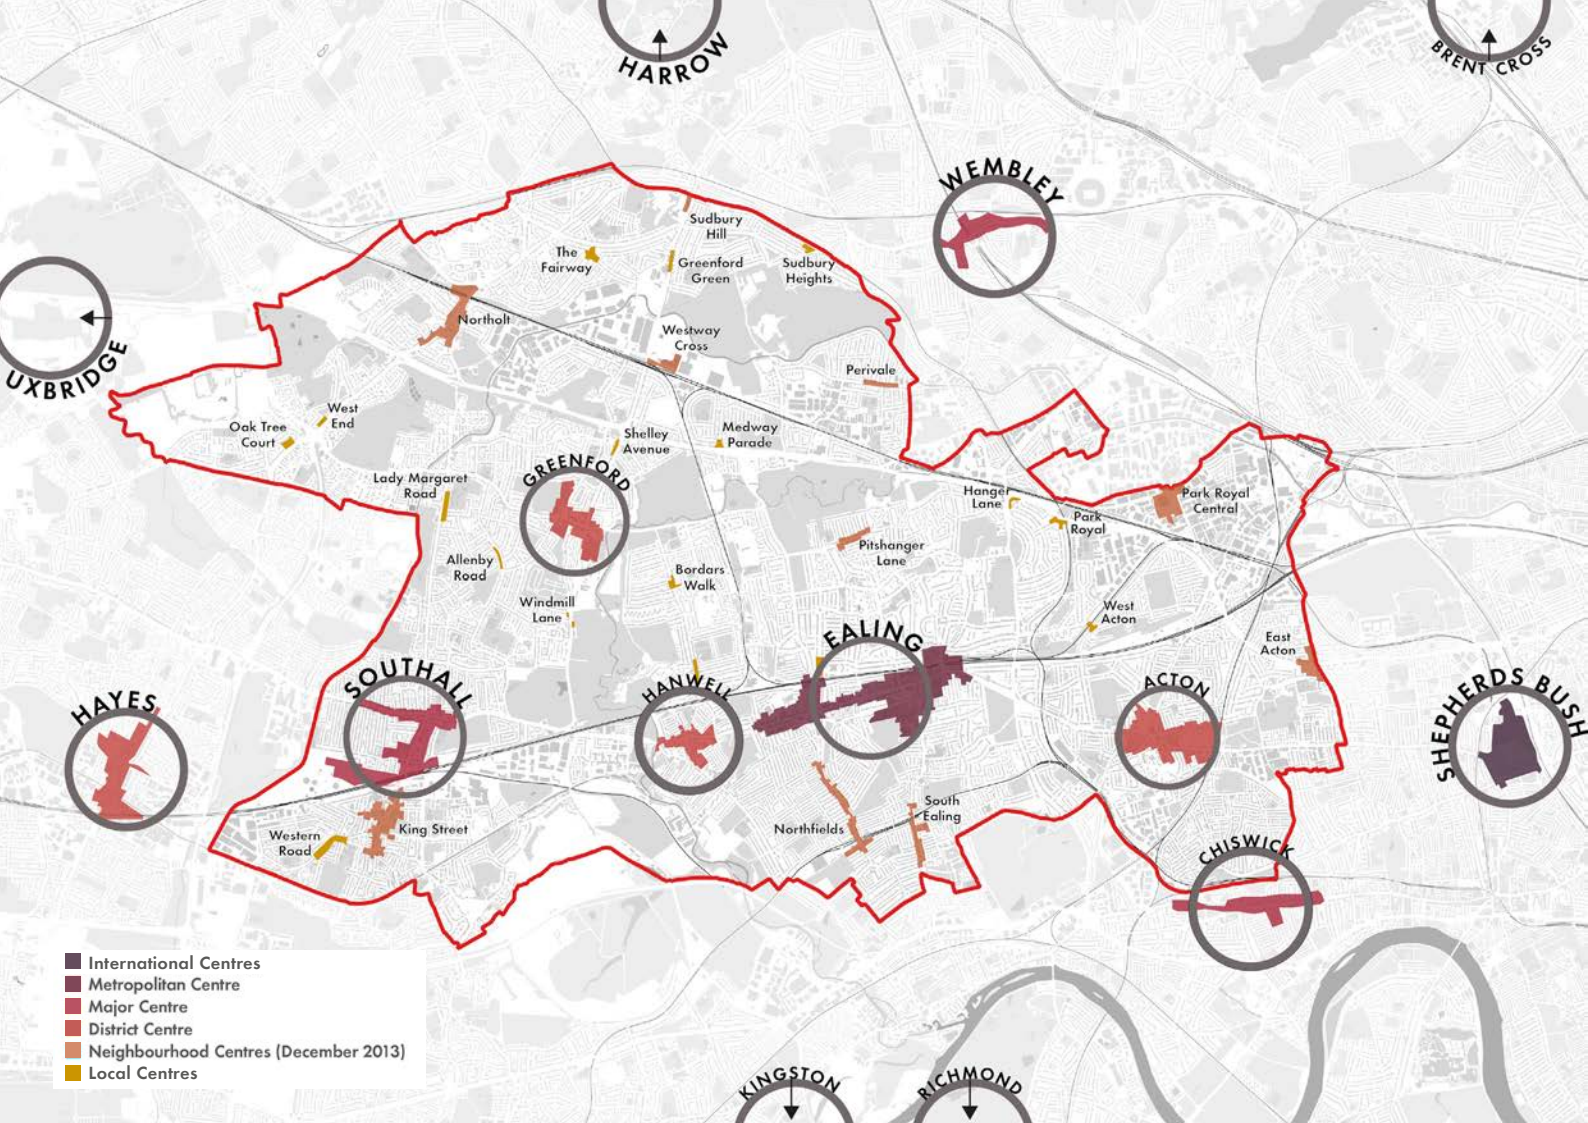 HARROW
BRENT CROSS
WEMBLEY
Sudbury
Hill
The
Fairway
Greenford
Green
Sudbury
Heights
Northolt
Westway
Cross
UXBRIDGE
Perivale
West
End
Oak Tree
Court
Shelley
Avenue
Medway
Parade
GREENFORD
Lady Margaret
Road
Hanger
Lane
Park
Royal
Park Royal
Central
Pitshanger
Lane
Allenby
Road
Bordars
Walk
Windmill
Lane
West
Acton
EALING
East
Acton
SOUTHALL
HANWELL
ACTON
HAYES
SHEPHERDS BUSH
South
Ealing
Northfields
King Street
Western
Road
CHISWICK
International Centres
Metropolitan Centre
Major Centre
District Centre
Neighbourhood Centres (December 2013)
Local Centres
KINGSTON
RICHMOND